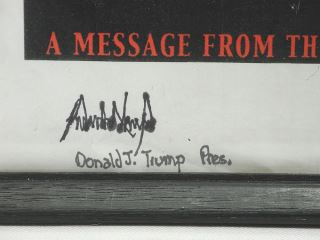 A MESSAGE FROM TH
Donald J. Trump Pres.